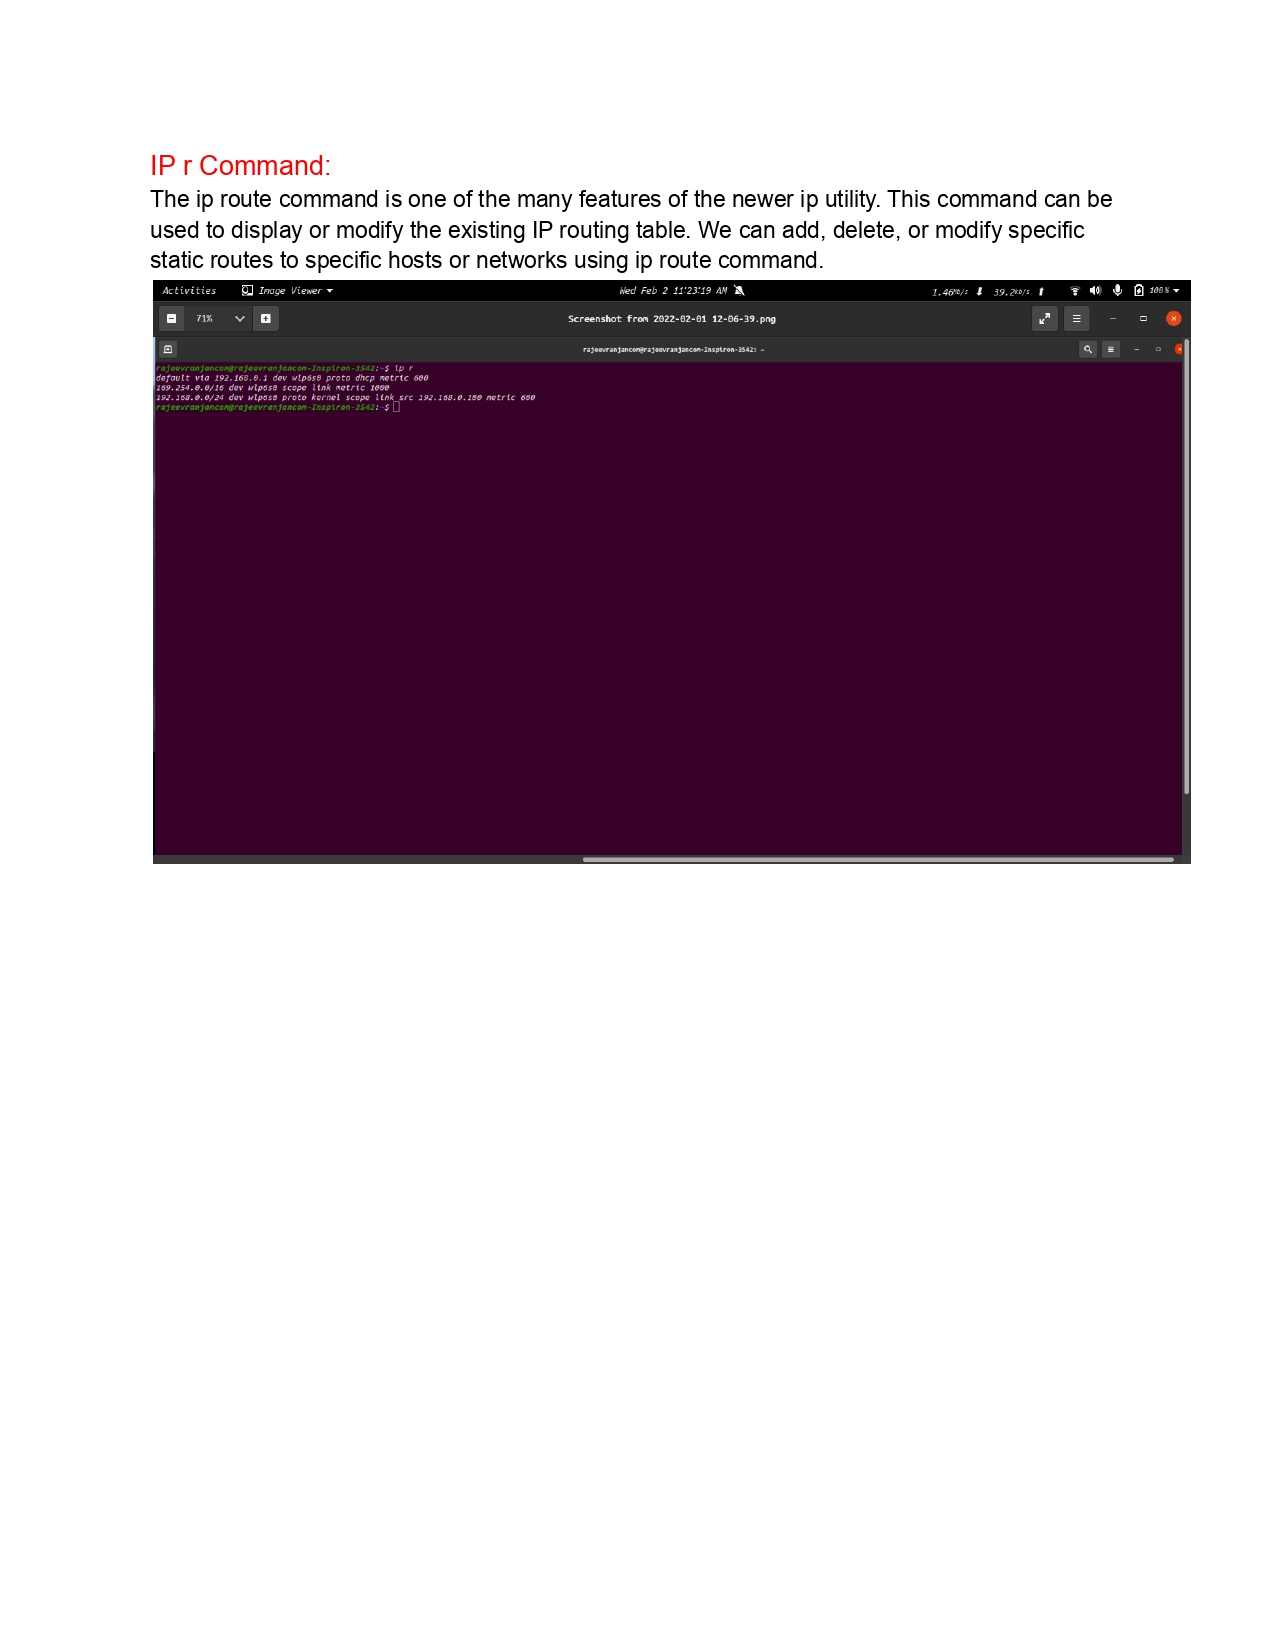 IP r Command:
The ip route command is one of the many features of the newer ip utility. This command can be
used to display or modify the existing IP routing table. We can add, delete, or modify specific
static routes to specific hosts or networks using ip route command.
Activities Image Viewer Wed Feb 2 11:23:19 AM 1.46Mb/s 39.2kb/s 100%
71% Screenshot from 2022-02-01 12-06-39.png
rajeevranjancom@rajeevranjancom-Inspiron-3542: ~
rajeevranjancom@rajeevranjancom-Inspiron-3542:~$ ip r
default via 192.168.0.1 dev wlp6s0 proto dhcp metric 600
169.254.0.0/16 dev wlp6s0 scope link metric 1000
192.168.0.0/24 dev wlp6s0 proto kernel scope link src 192.168.0.100 metric 600
rajeevranjancom@rajeevranjancom-Inspiron-3542:~$